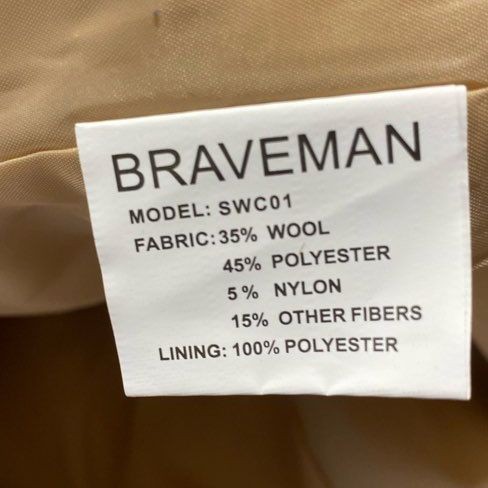 BRAVEMAN
MODEL: SWC01
FABRIC: 35% WOOL
45% POLYESTER
5% NYLON
15% OTHER FIBERS
LINING: 100% POLYESTER